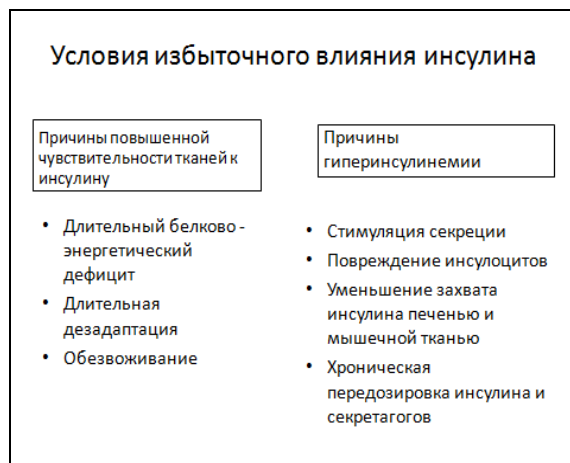 Условия избыточного влияния инсулина
Причины повышенной
чувствительности тканей к
инсулину
• Длительный белково -
энергетический
дефицит
• Длительная
дезадаптация
• Обезвоживание
Причины
гиперинсулинемии
• Стимуляция секреции
• Повреждение инсулоцитов
• Уменьшение захвата
инсулина печенью и
мышечной тканью
• Хроническая
передозировка инсулина и
секретагогов